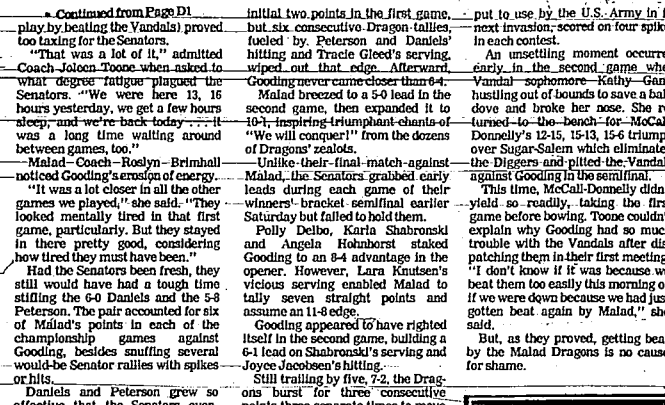 • Continued from Page D1
play by beating the Vandals) proved
too taxing for the Senators.
"That was a lot of it," admitted
Coach Joleen Toone when asked to
what degree fatigue plagued the
Senators. "We were here 13, 16
hours yesterday, we get a few hours
sleep, and we're back today . . . it
was a long time waiting around
between games, too."
Malad Coach Roslyn Brimhall
noticed Gooding's erosion of energy.
"It was a lot closer in all the other
games we played," she said. "They
looked mentally tired in that first
game, particularly. But they stayed
in there pretty good, considering
how tired they must have been."
Had the Senators been fresh, they
still would have had a tough time
stifling the 6-0 Daniels and the 5-8
Peterson. The pair accounted for six
of Malad's points in each of the
championship games against
Gooding, besides snuffing several
would-be Senator rallies with spikes
or hits.
Daniels and Peterson grew so
effective that the Senators
initial two points in the first game,
but six consecutive Dragon tallies,
fueled by Peterson and Daniels'
hitting and Tracie Gleed's serving,
wiped out that edge. Afterward,
Gooding never came closer than 6-4.
Malad breezed to a 5-0 lead in the
second game, then expanded it to
10-1, inspiring triumphant chants of
"We will conquer!" from the dozens
of Dragons' zealots.
Unlike their final match against
Malad, the Senators grabbed early
leads during each game of their
winners' bracket semifinal earlier
Saturday but failed to hold them.
Polly Delbo, Karla Shabronski
and Angela Hohnhorst staked
Gooding to an 8-4 advantage in the
opener. However, Lara Knutsen's
vicious serving enabled Malad to
tally seven straight points and
assume an 11-8 edge.
Gooding appeared to have righted
itself in the second game, building a
6-1 lead on Shabronski's serving and
Joyce Jacobsen's hitting.
Still trailing by five, 7-2, the Drag-
ons burst for three consecutive
points three separate times to move
put to use by the U.S. Army in
next invasion, scored on four spik
in each contest.
An unsettling moment occurr
early in the second game whe
Vandal sophomore Kathy Gan
hustling out of bounds to save a bal
dove and broke her nose. She r
turned to the bench for McCal
Donnelly's 12-15, 15-13, 15-6 triump
over Sugar-Salem which eliminate
the Diggers and pitted the Vandal
against Gooding in the semifinal.
This time, McCall-Donnelly didn
yield so readily, taking the firs
game before bowing. Toone couldn'
explain why Gooding had so muc
trouble with the Vandals after dis
patching them in their first meeting
"I don't know if it was because w
beat them too easily this morning o
if we were down because we had jus
gotten beat again by Malad," sh
said.
But, as they proved, getting bea
by the Malad Dragons is no caus
for shame.